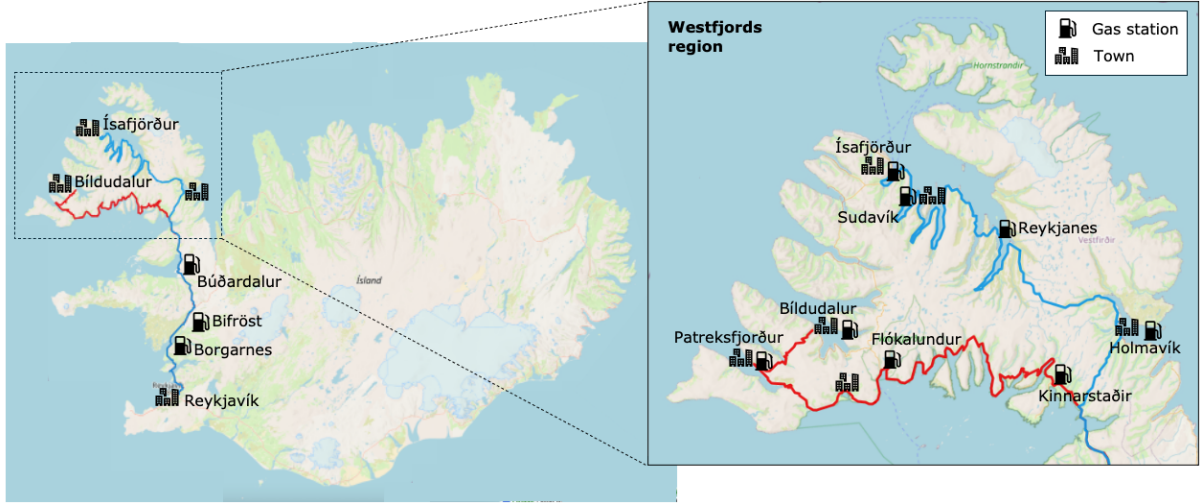 Westfjords
region
Gas station
Town
Hornstrandir
Ísafjörður
Sudavík
Reykjanes
Vestfirðir
Bíldudalur
Patreksfjorður
Flókalundur
Holmavík
Kinnarstaðir
Ísafjörður
Bíldudalur
Búðardalur
Ísland
Bifröst
Borgarnes
Reykjavík